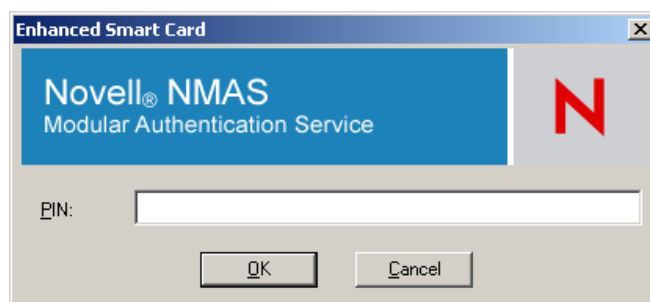 Enhanced Smart Card
Novell® NMAS
Modular Authentication Service
N
PIN:
OK
Cancel